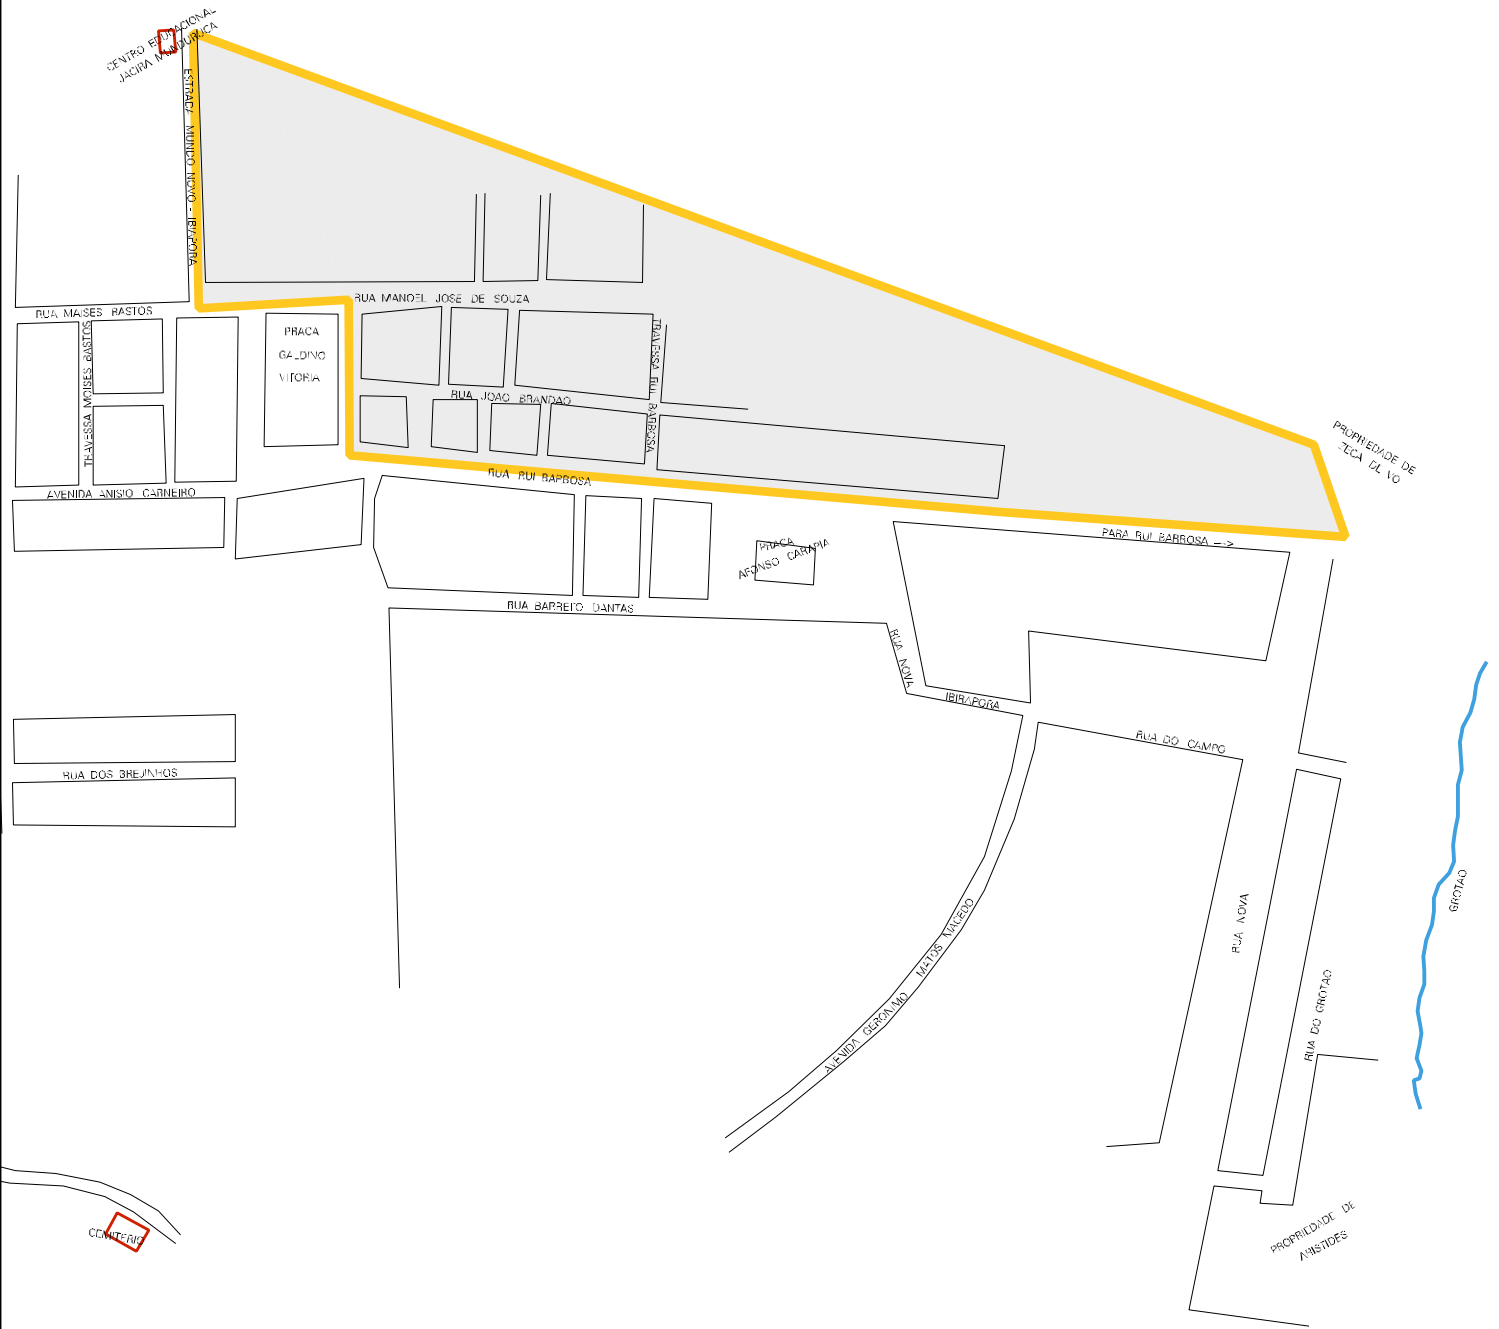 CENTRO EDUCACIONAL
JACIRA MUNDURUCA
ESTRADA MUNDO NOVO - IBIAPORA
RUA MANOEL JOSE DE SOUZA
RUA MAISES BASTOS
PRACA
GALDINO
VITORIA
TRAVESSA MOISES BASTOS
TRAVESSA RUI BARBOSA
RUA JOAO BRANDAO
RUA RUI BARBOSA
AVENIDA ANISIO CARNEIRO
PROPRIEDADE DE
ZECA DE VO
PARA RUI BARBOSA --->
PRACA
AFONSO CARAPIA
RUA BARRETO DANTAS
RUA NOVA
IBIRAPORA
RUA DO CAMPO
RUA DOS BREJINHOS
AVENIDA GERONIMO MATOS MACEDO
RUA NOVA
GROTAO
RUA DO GROTAO
CEMITERIO
PROPRIEDADE DE
ARISTIDES